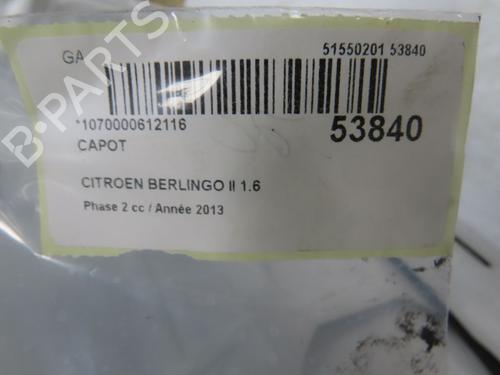 GA 51550201 53840
*1070000612116 53840
CAPOT
CITROEN BERLINGO II 1.6
Phase 2 cc / Année 2013
B-PARTS